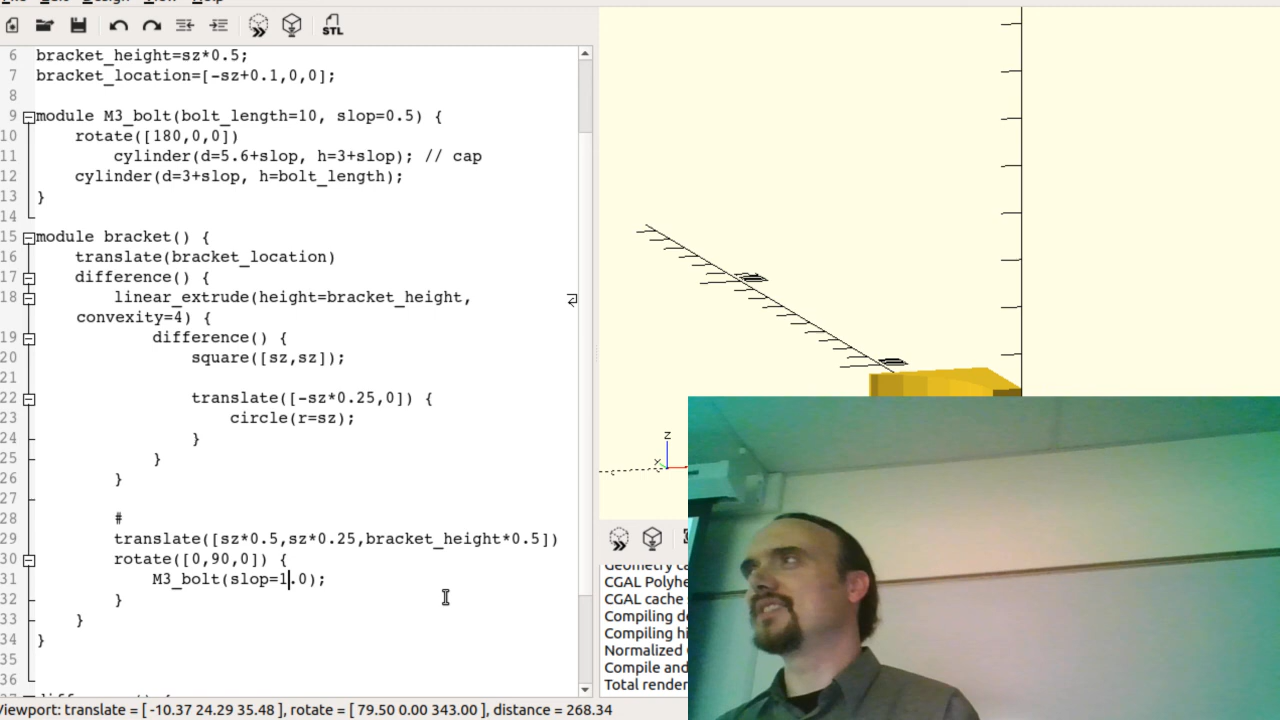 STL
6 bracket_height=sz*0.5;
7 bracket_location=[-sz+0.1,0,0];
8
9 module M3_bolt(bolt_length=10, slop=0.5) {
10 rotate([180,0,0])
11 cylinder(d=5.6+slop, h=3+slop); // cap
12 cylinder(d=3+slop, h=bolt_length);
13 }
14
15 module bracket() {
16 translate(bracket_location)
17 difference() {
18 linear_extrude(height=bracket_height,
convexity=4) {
19 difference() {
20 square([sz,sz]);
21
22 translate([-sz*0.25,0]) {
23 circle(r=sz);
24 }
25 }
26 }
27
28 #
29 translate([sz*0.5,sz*0.25,bracket_height*0.5])
30 rotate([0,90,0]) {
31 M3_bolt(slop=1.0);
32 }
33 }
34 }
35
36
z
x
CGAL Polyhe
CGAL cache
Compiling de
Compiling hi
Normalized
Compile and
Total render
Viewport: translate = [ -10.37 24.29 35.48 ], rotate = [ 79.50 0.00 343.00 ], distance = 268.34